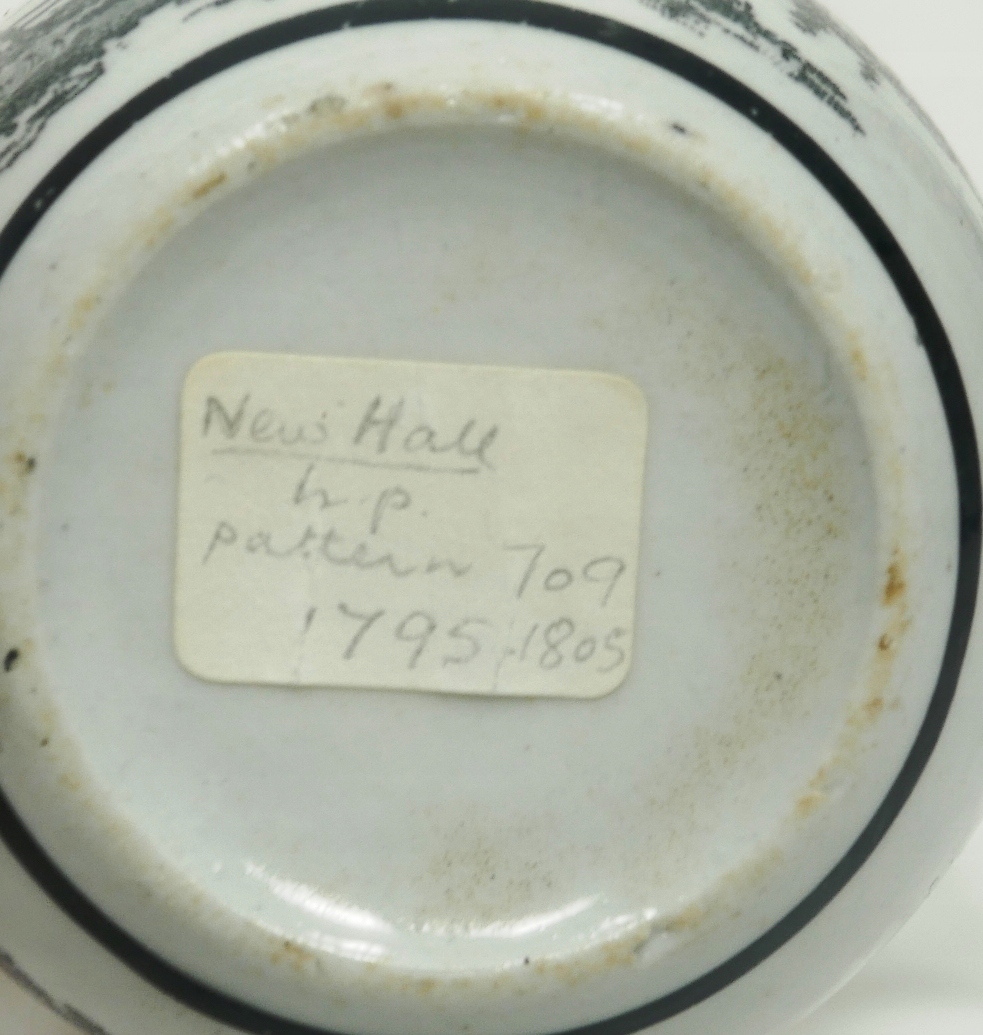 New Hall
h.p.
pattern 709
1795-1805